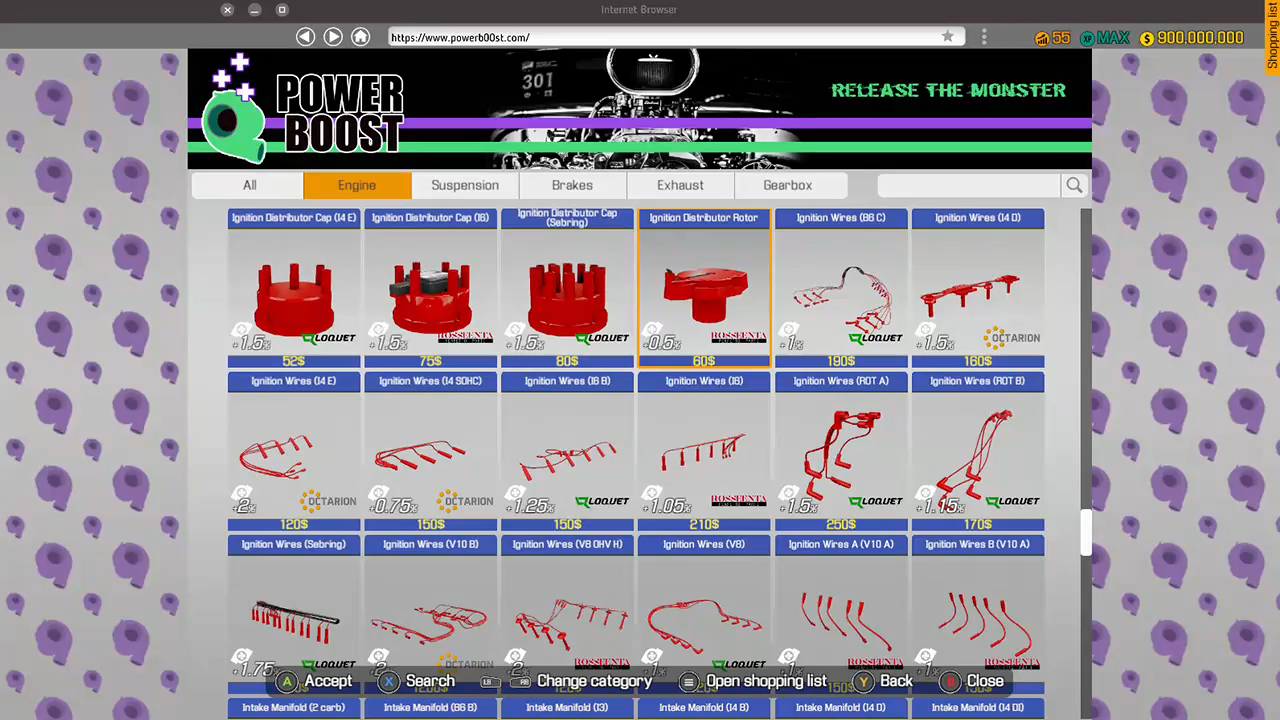 Internet Browser
https://www.powerb00st.com/
55 XP MAX $ 900,000,000
Shopping list
POWER BOOST
301
RELEASE THE MONSTER
All Engine Suspension Brakes Exhaust Gearbox
Ignition Distributor Cap (I4 E) Ignition Distributor Cap (I6) Ignition Distributor Cap (Sebring) Ignition Distributor Rotor Ignition Wires (B6 C) Ignition Wires (I4 D)
+1.5% LOQUET +1.5% ROSSFENTA +1.5% LOQUET +0.5% ROSSFENTA +1% LOQUET +1.5% OCTARION
52$ 75$ 80$ 60$ 190$ 160$
Ignition Wires (I4 E) Ignition Wires (I4 SOHC) Ignition Wires (I6 B) Ignition Wires (I6) Ignition Wires (ROT A) Ignition Wires (ROT B)
+2% OCTARION +0.75% OCTARION +1.25% LOQUET +1.05% ROSSFENTA +1.5% LOQUET +1.15% LOQUET
120$ 150$ 150$ 210$ 250$ 170$
Ignition Wires (Sebring) Ignition Wires (V10 B) Ignition Wires (V8 OHV H) Ignition Wires (V8) Ignition Wires A (V10 A) Ignition Wires B (V10 A)
+1.75% LOQUET +2% OCTARION +2% ROSSFENTA +1% LOQUET +1% ROSSFENTA +1% ROSSFENTA
A Accept X Search LB RB Change category Open shopping list Y Back B Close
Intake Manifold (2 carb) Intake Manifold (B6 B) Intake Manifold (I3) Intake Manifold (I4 B) Intake Manifold (I4 D) Intake Manifold (I4 DI)